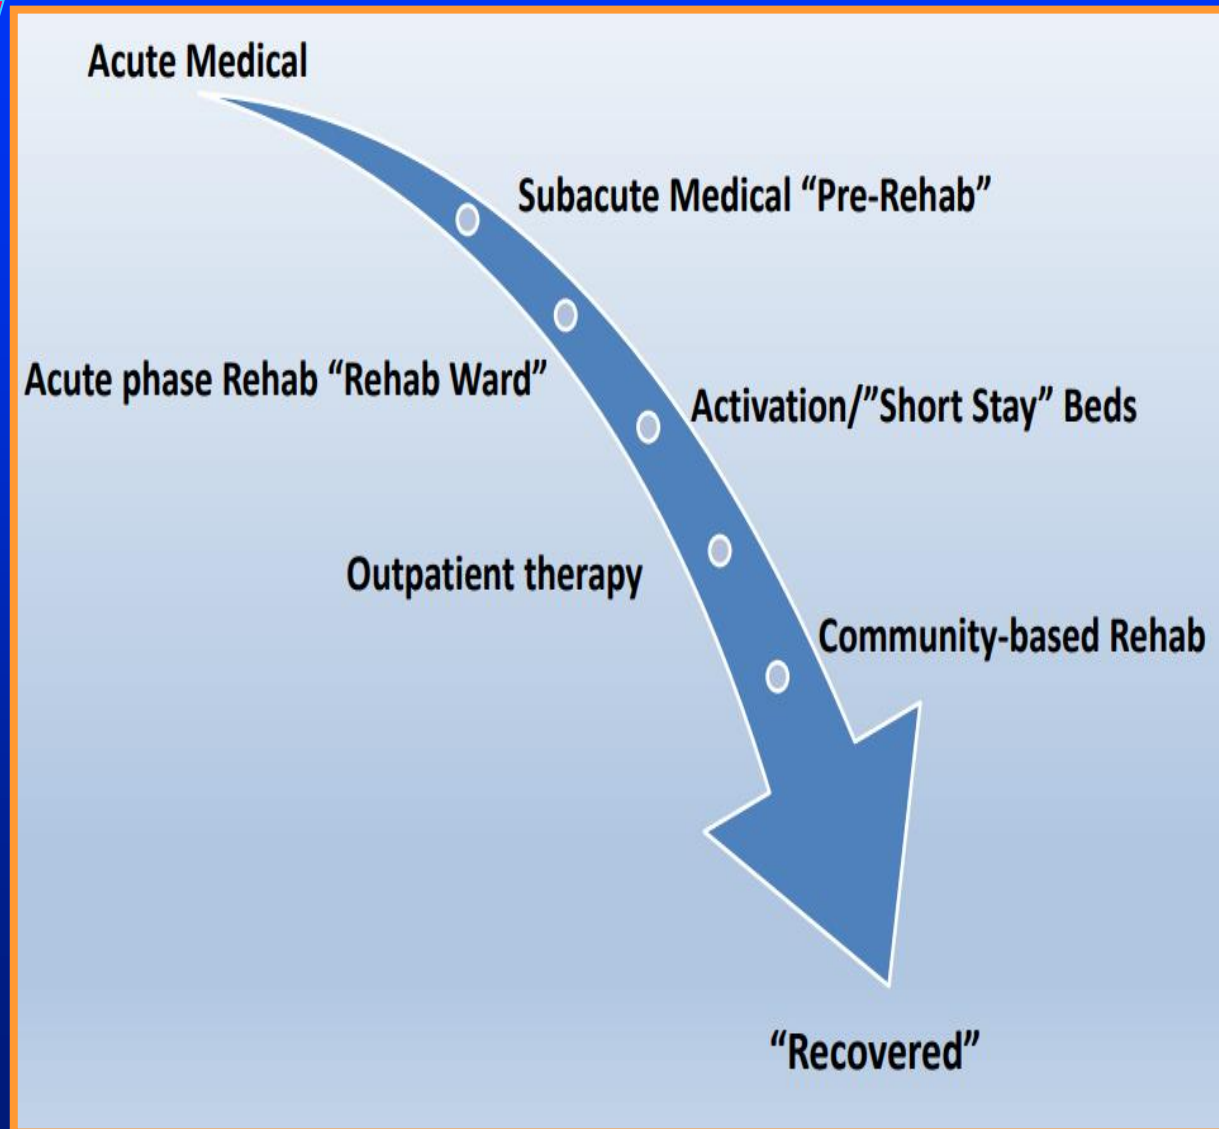 Acute Medical
Subacute Medical “Pre-Rehab”
Acute phase Rehab “Rehab Ward”
Activation/”Short Stay” Beds
Outpatient therapy
Community-based Rehab
“Recovered”